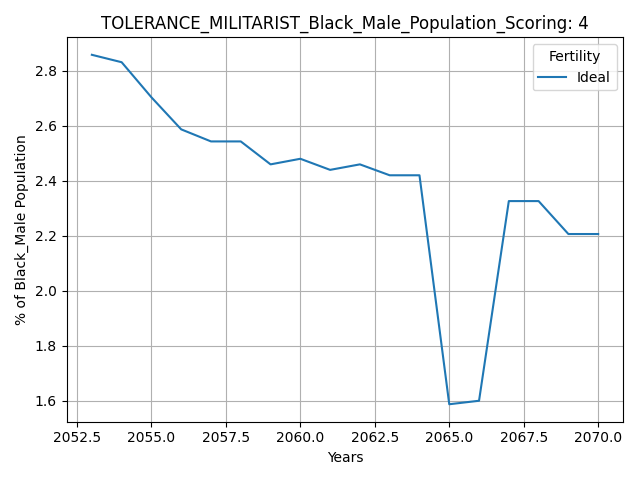 TOLERANCE_MILITARIST_Black_Male_Population_Scoring: 4
Fertility
Ideal
% of Black_Male Population
2.8
2.6
2.4
2.2
2.0
1.8
1.6
2052.5 2055.0 2057.5 2060.0 2062.5 2065.0 2067.5 2070.0
Years